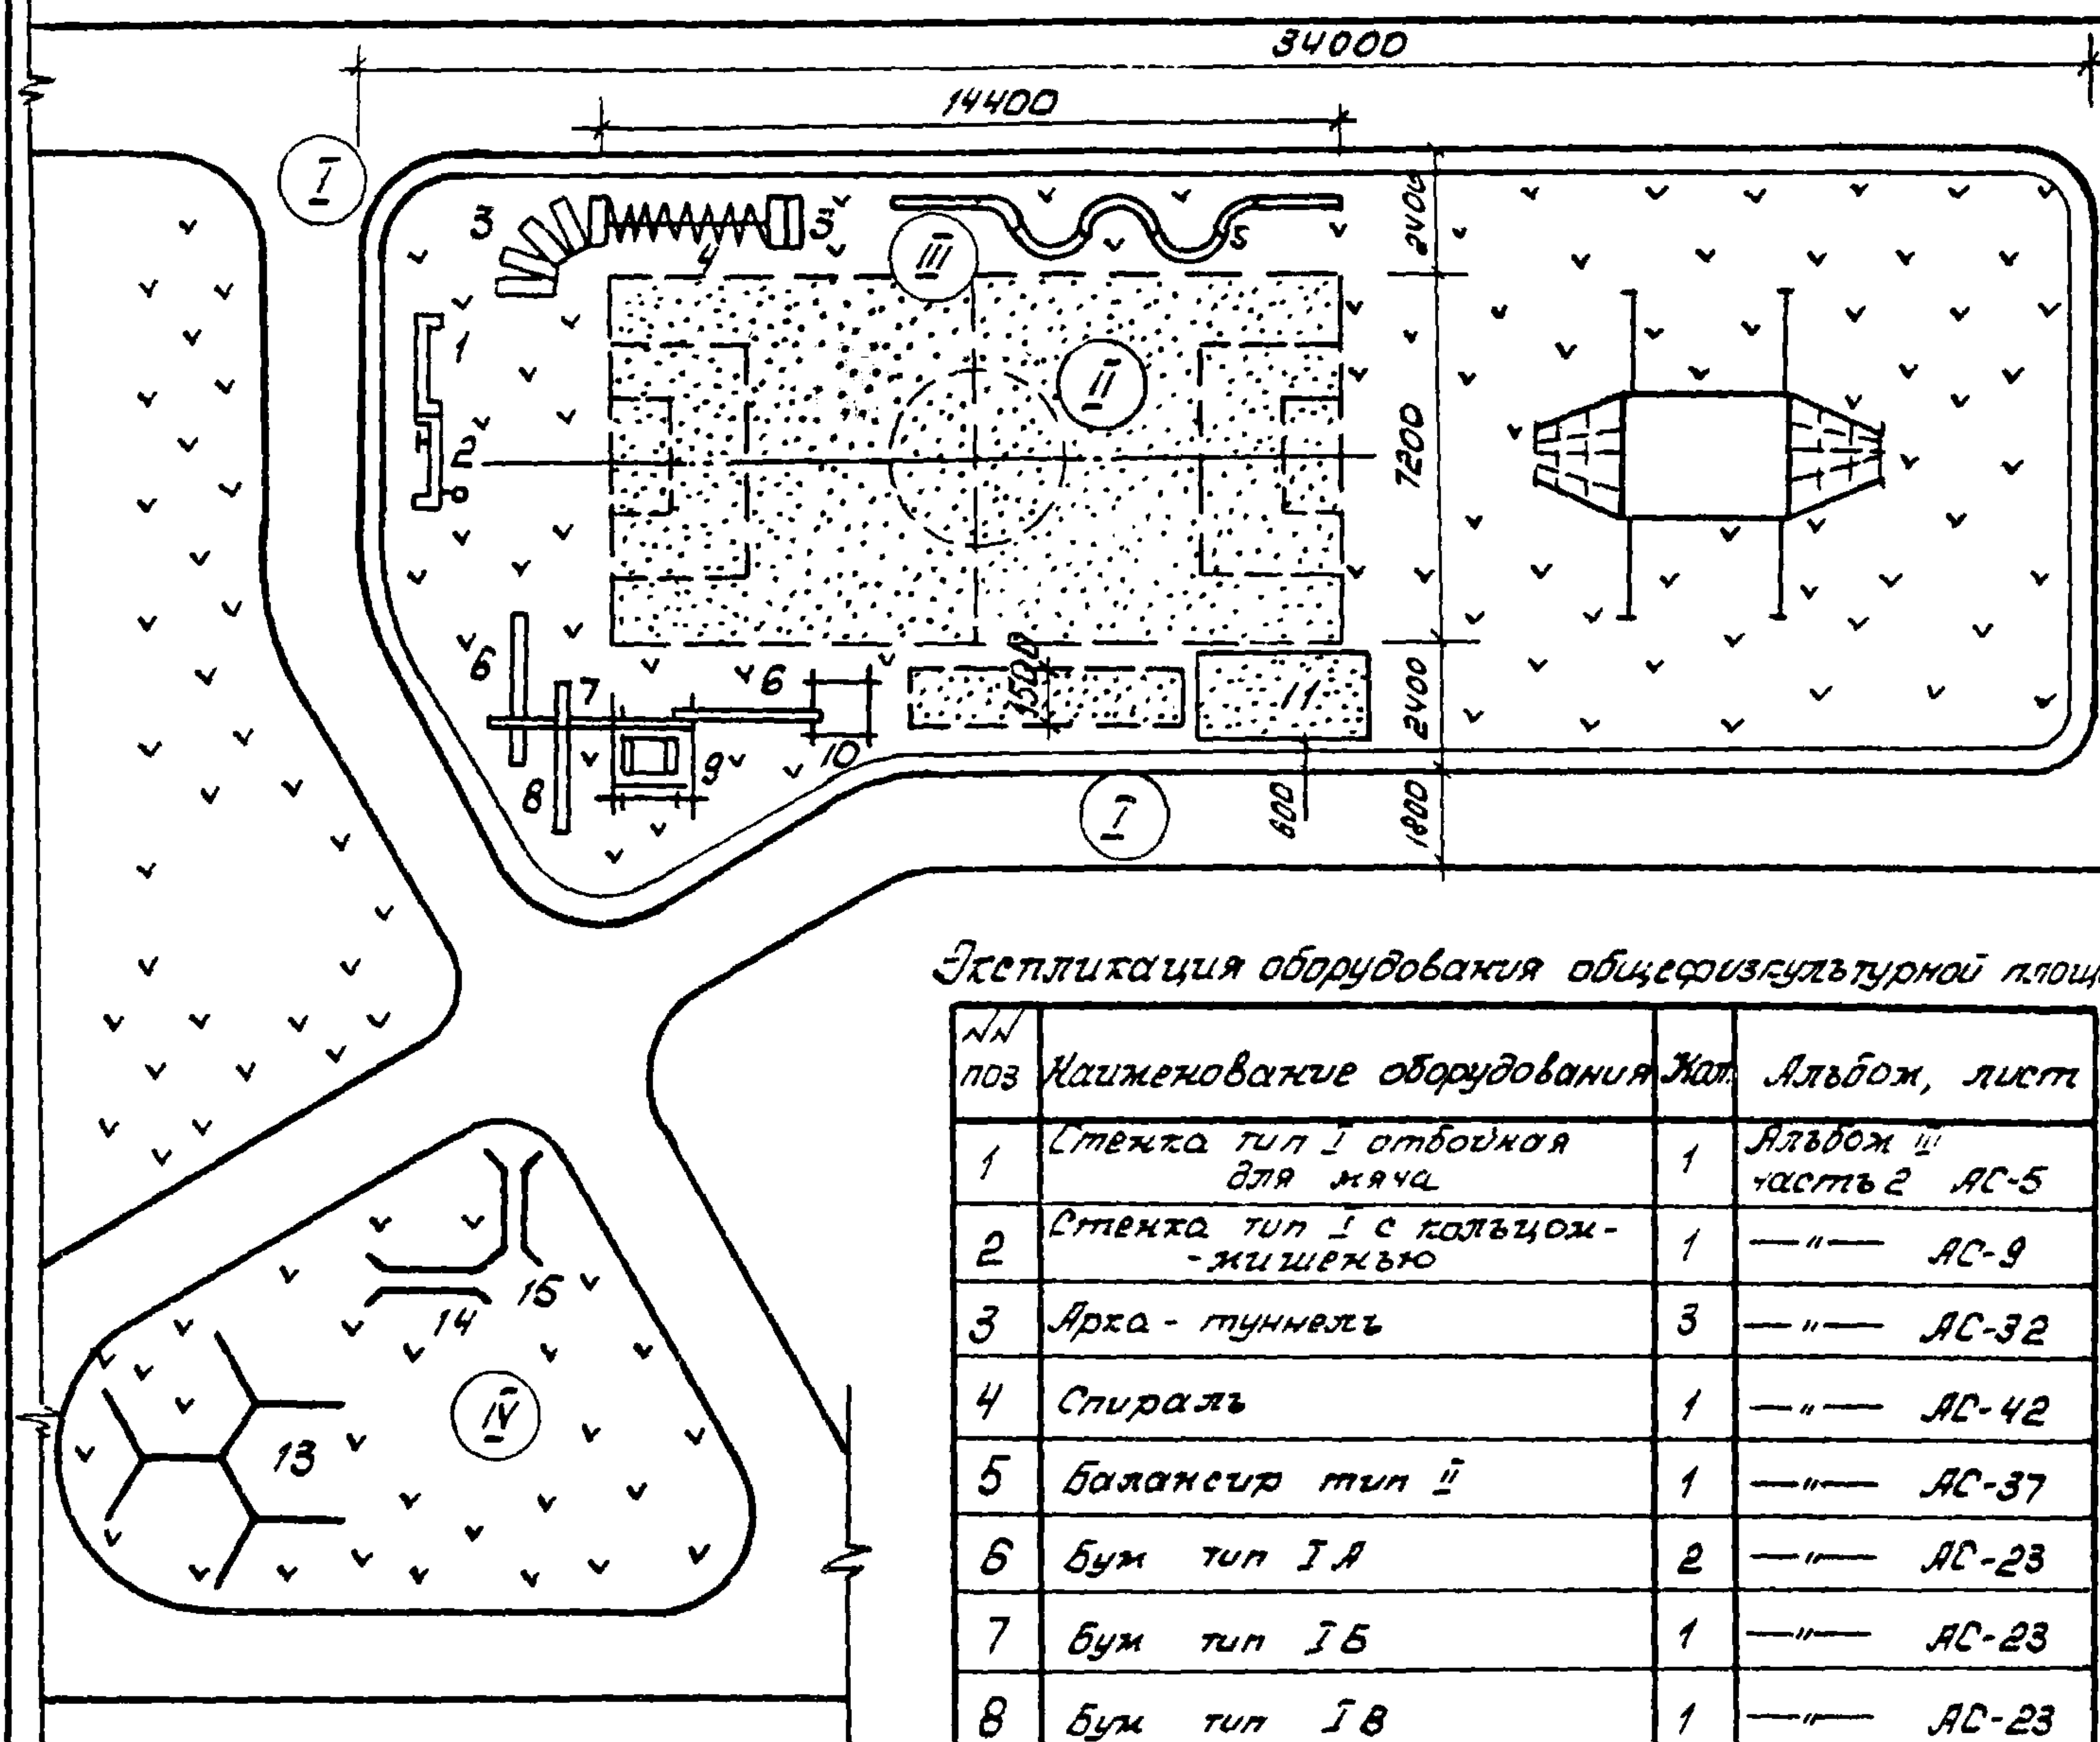 34000
14400
I
2400
3
3
4
III
5
1
II
2
7200
6
7
6
1500
11
2400
8
9
10
I
600
1800
Экспликация оборудования общефизкультурной площ
NN поз
Наименование оборудования
Кол.
Альбом, лист
1
Стенка тип I отбойная
для мяча
1
Альбом III
часть 2 АС-5
2
Стенка тип I с кольцом-
-мишенью
1
—"— АС-9
3
Арка - туннель
3
—"— АС-32
4
Спираль
1
—"— АС-42
5
Балансир тип II
1
—"— АС-37
6
Бум тип I А
2
—"— АС-23
7
Бум тип I Б
1
—"— АС-23
8
Бум тип I В
1
—"— АС-23
15
14
IV
13